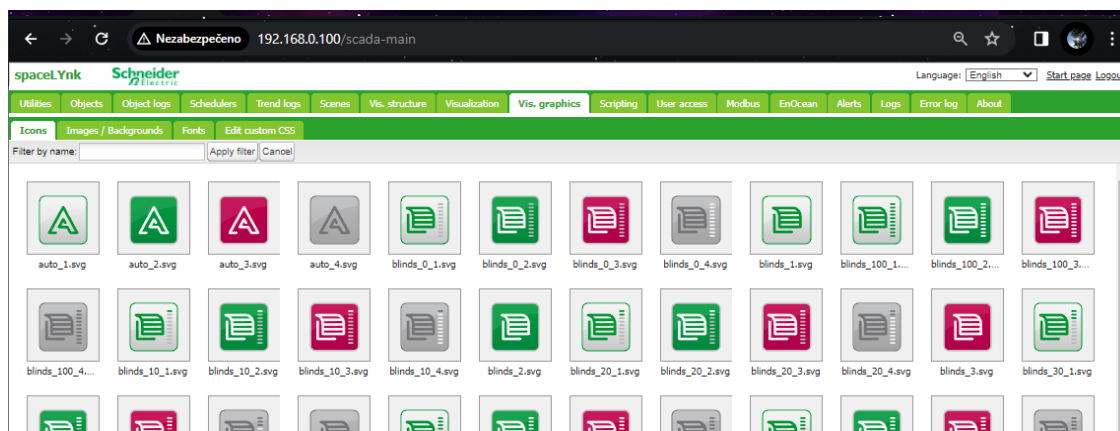 Nezabezpečeno 192.168.0.100/scada-main
spaceLYnk Schneider Electric Language: English Start page Logou
Utilities Objects Object logs Schedulers Trend logs Scenes Vis. structure Visualization Vis. graphics Scripting User access Modbus EnOcean Alerts Logs Error log About
Icons Images / Backgrounds Fonts Edit custom CSS
Filter by name: Apply filter Cancel
auto_1.svg auto_2.svg auto_3.svg auto_4.svg blinds_0_1.svg blinds_0_2.svg blinds_0_3.svg blinds_0_4.svg blinds_1.svg blinds_100_1.... blinds_100_2.... blinds_100_3....
blinds_100_4.... blinds_10_1.svg blinds_10_2.svg blinds_10_3.svg blinds_10_4.svg blinds_2.svg blinds_20_1.svg blinds_20_2.svg blinds_20_3.svg blinds_20_4.svg blinds_3.svg blinds_30_1.svg